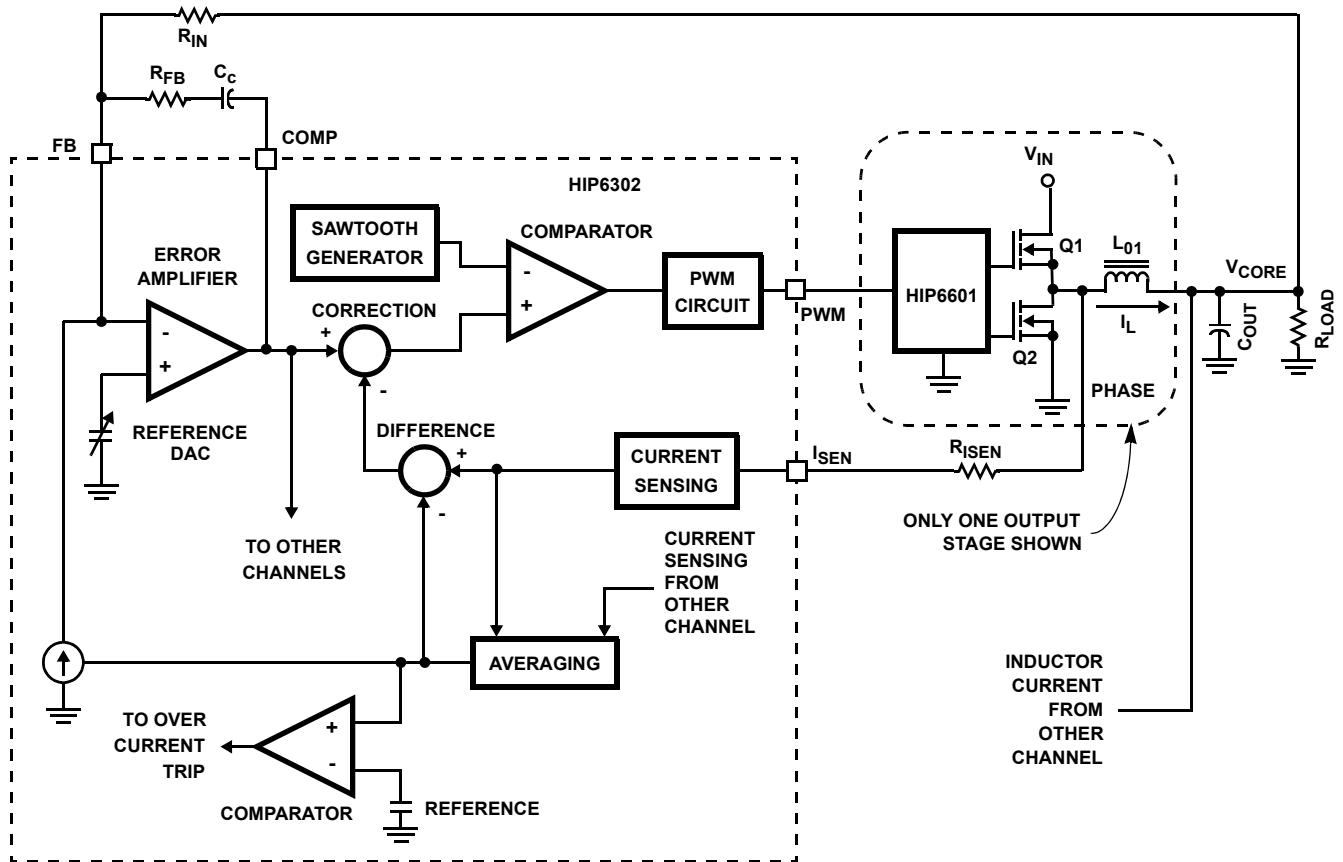 R_IN
R_FB
C_c
FB
COMP
HIP6302
V_IN
SAWTOOTH
GENERATOR
COMPARATOR
ERROR
AMPLIFIER
-
+
PWM
CIRCUIT
PWM
HIP6601
Q1
Q2
L_01
I_L
V_CORE
C_OUT
R_LOAD
PHASE
CORRECTION
+
-
-
+
REFERENCE
DAC
DIFFERENCE
+
-
CURRENT
SENSING
I_SEN
R_ISEN
TO OTHER
CHANNELS
ONLY ONE OUTPUT
STAGE SHOWN
CURRENT
SENSING
FROM
OTHER
CHANNEL
AVERAGING
INDUCTOR
CURRENT
FROM
OTHER
CHANNEL
TO OVER
CURRENT
TRIP
+
-
COMPARATOR
REFERENCE